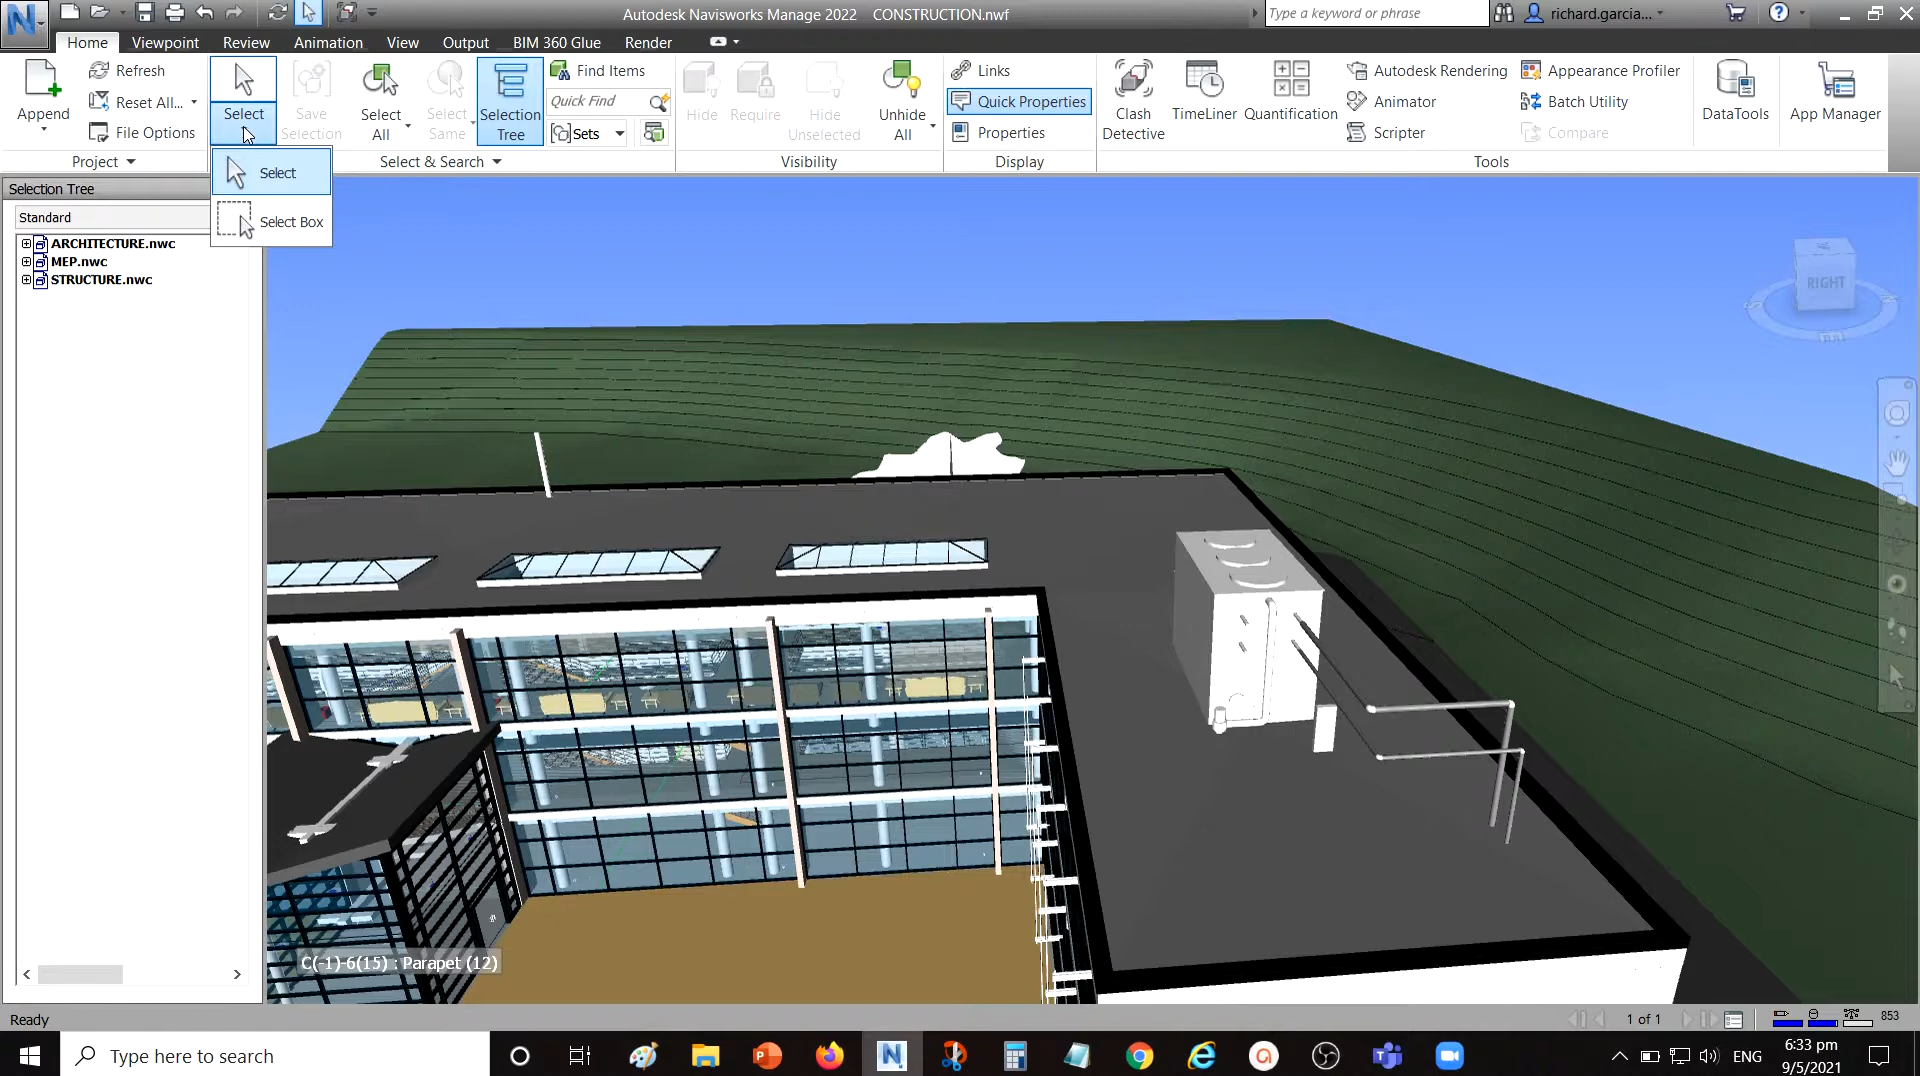 Autodesk Navisworks Manage 2022 CONSTRUCTION.nwf
Type a keyword or phrase
richard.garcia...
Home Viewpoint Review Animation View Output BIM 360 Glue Render
Append
Refresh
Reset All...
File Options
Project
Select
Save Selection
Select All
Select Same
Selection Tree
Find Items
Quick Find
Sets
Select & Search
Hide
Require
Hide Unselected
Unhide All
Visibility
Links
Quick Properties
Properties
Display
Clash Detective
TimeLiner
Quantification
Autodesk Rendering
Animator
Scripter
Appearance Profiler
Batch Utility
Compare
Tools
DataTools
App Manager
Select
Select Box
Selection Tree
Standard
ARCHITECTURE.nwc
MEP.nwc
STRUCTURE.nwc
RIGHT
C(-1)-6(15) : Parapet (12)
Ready
1 of 1
853
Type here to search
ENG
6:33 pm
9/5/2021